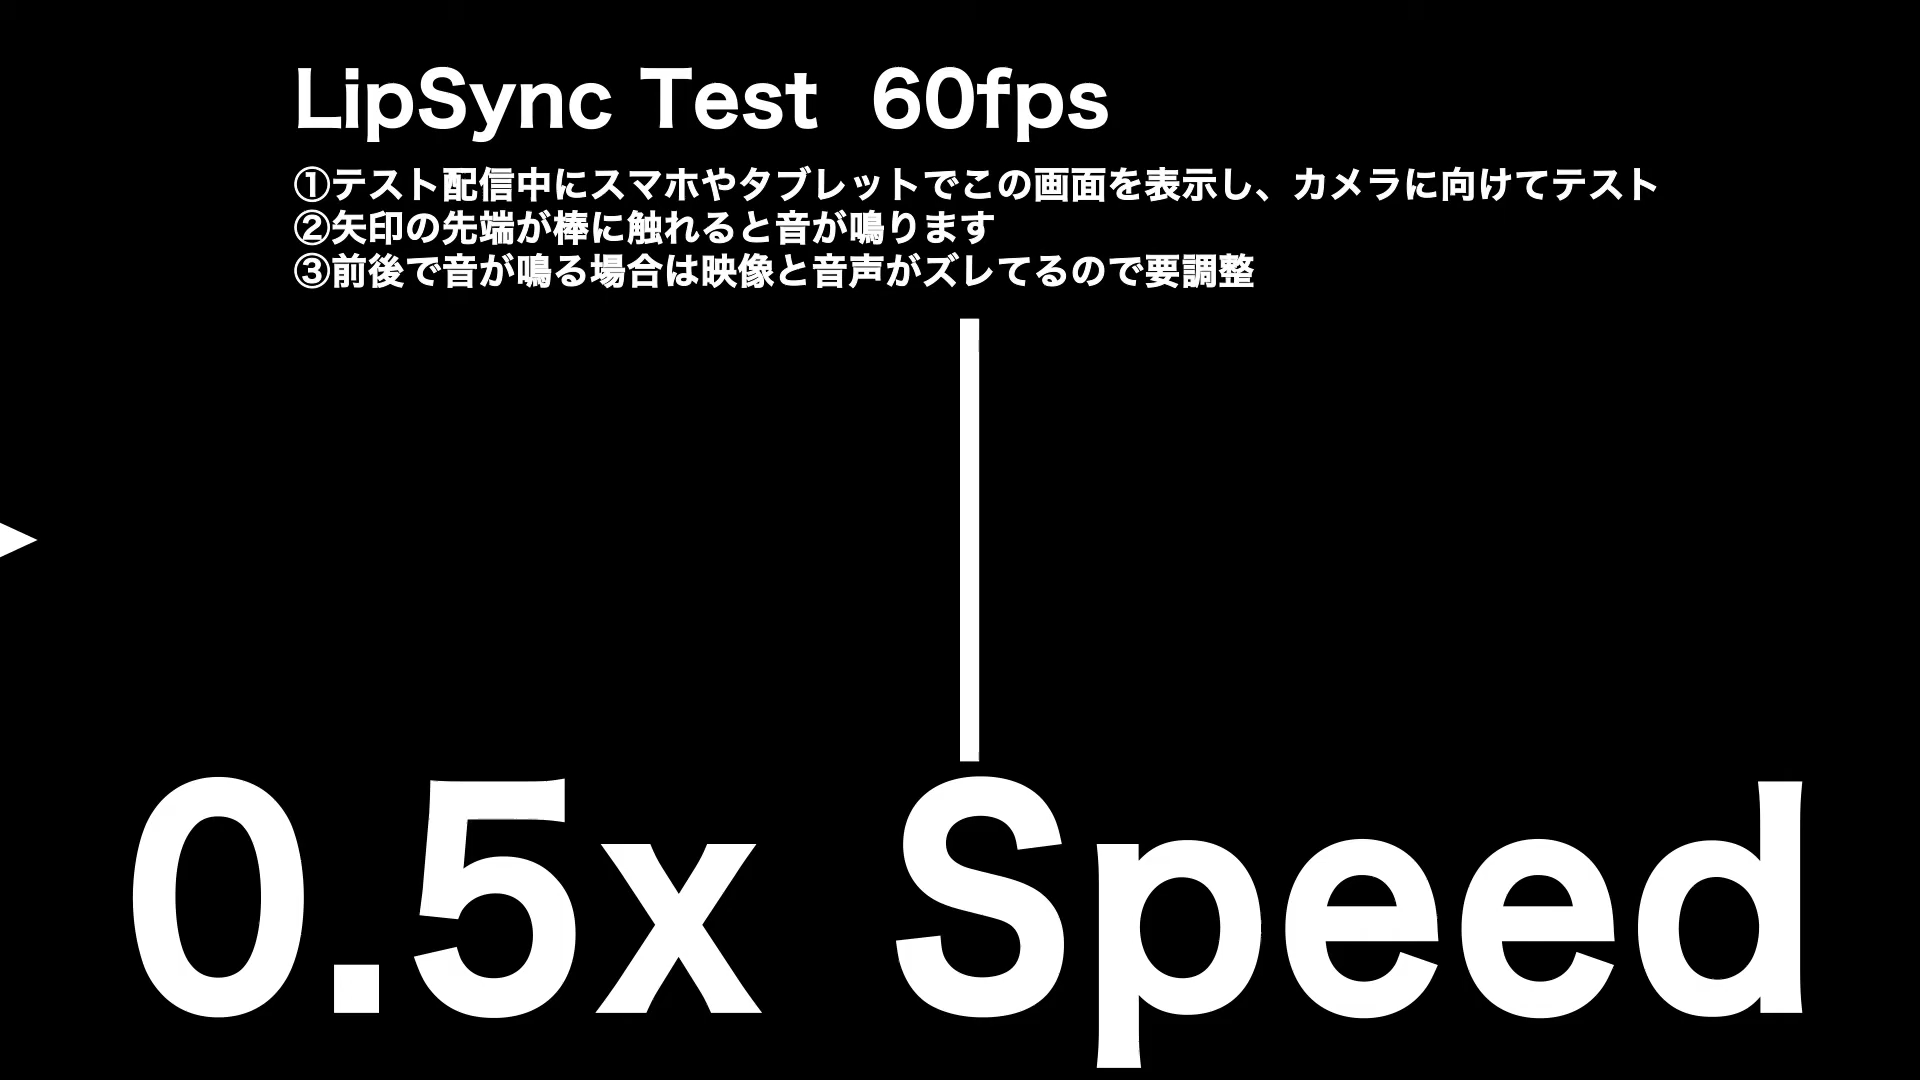 LipSync Test  60fps
①テスト配信中にスマホやタブレットでこの画面を表示し、カメラに向けてテスト
②矢印の先端が棒に触れると音が鳴ります
③前後で音が鳴る場合は映像と音声がズレてるので要調整
0.5x Speed